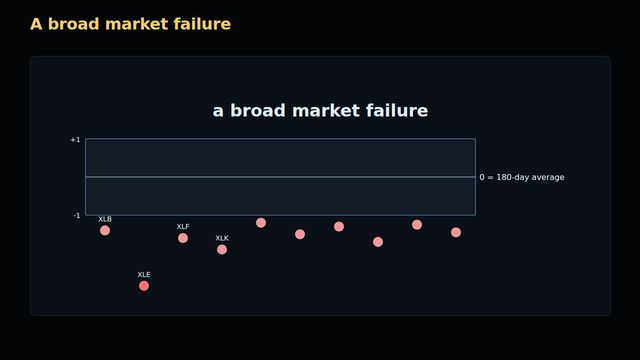 A broad market failure
a broad market failure
+1
0 = 180-day average
-1
XLB
XLF
XLK
XLE